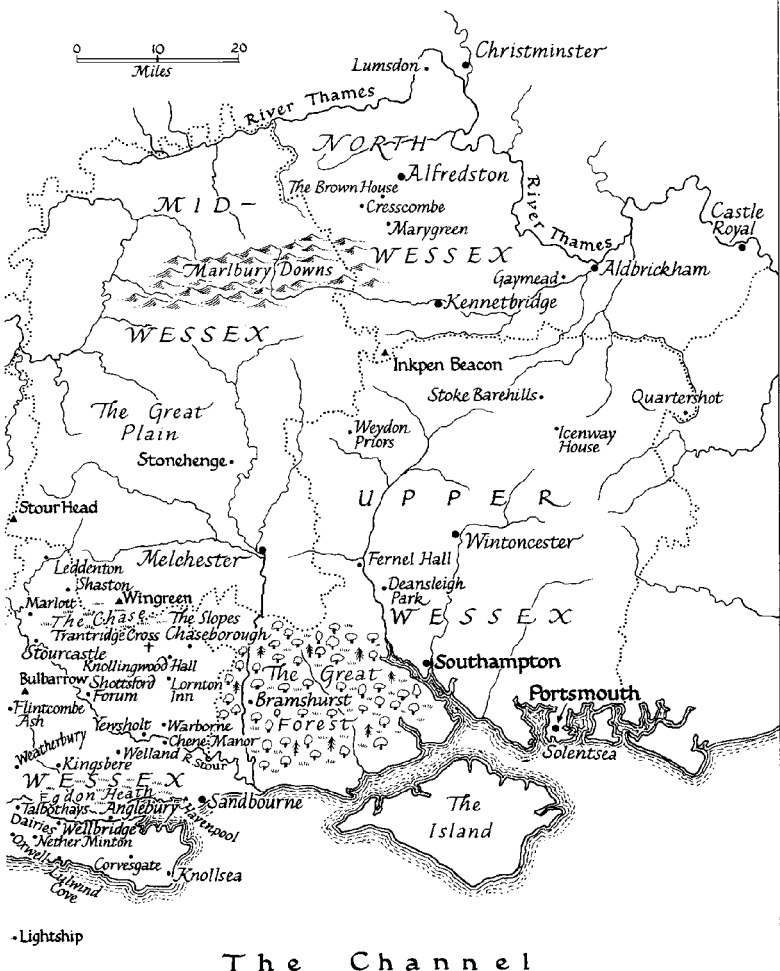 0 10 20
Miles
Christminster
Lumsdon
River Thames
NORTH
Alfredston
The Brown House
MID-
Cresscombe
River Thames
Castle
Royal
Marygreen
WESSEX
Marlbury Downs
Gaymead
Aldbrickham
Kennetbridge
WESSEX
Inkpen Beacon
Stoke Barehills
Quartershot
The Great
Plain
Weydon
Priors
Icenway
House
Stonehenge
UPPER
Stour Head
Wintoncester
Melchester
Fernel Hall
Leddenton
Shaston
Deansleigh
Park
Marlott
Wingreen
WESSEX
The Chase
The Slopes
Trantridge Cross
Chaseborough
Stourcastle
Knollingwood Hall
Southampton
The Great
Bulbarrow
Shottsford
Forum
Lornton
Inn
Bramshurst
Portsmouth
Flintcombe
Ash
Forest
Yewsholt
Warborne
Chene Manor
Solentsea
Weatherbury
Welland
R. Stour
Kingsbere
WESSEX
Egdon Heath
Sandbourne
The
Island
Talbothays
Anglebury
Havenpool
Dairies
Wellbridge
Nether Minton
Orwell
Corvesgate
Knollsea
Lulwind
Cove
Lightship
The Channel